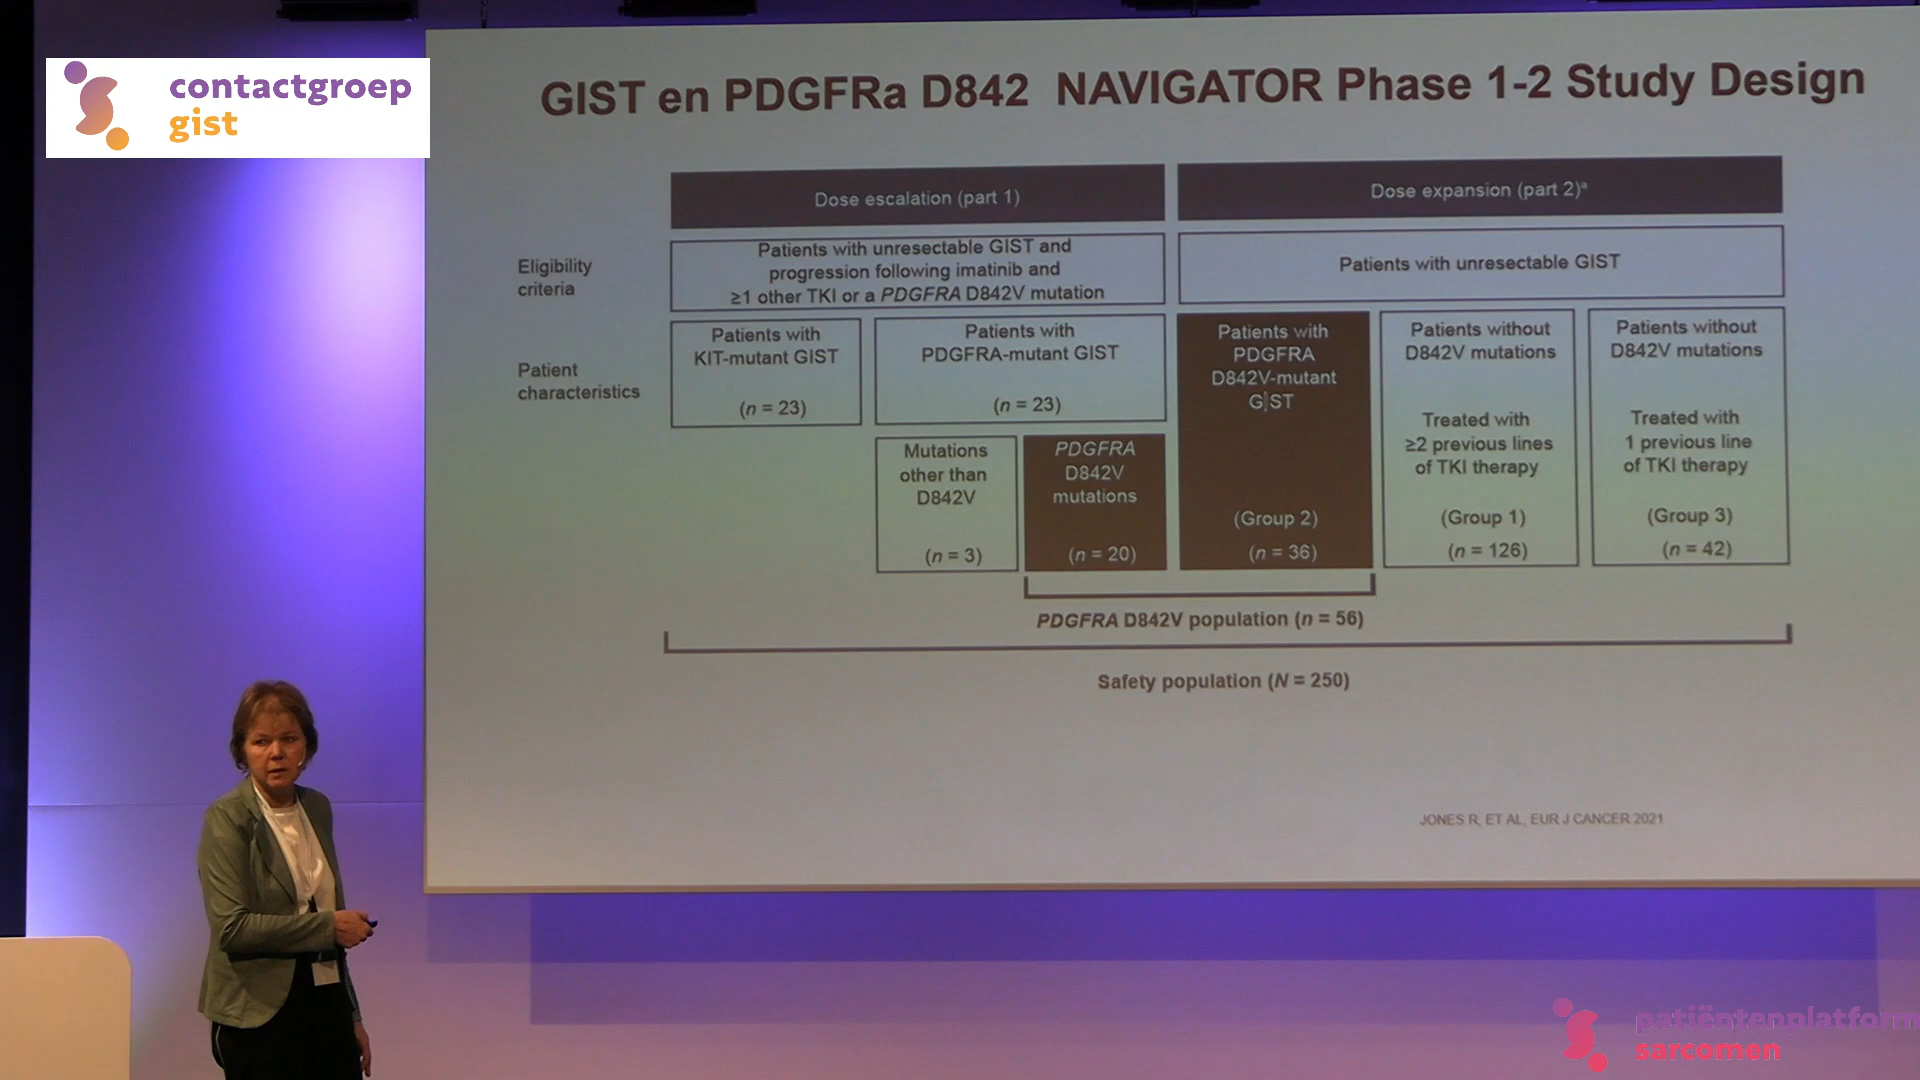 contactgroep
gist
GIST en PDGFRa D842 NAVIGATOR Phase 1-2 Study Design
Dose escalation (part 1)
Dose expansion (part 2)ª
Eligibility
criteria
Patients with unresectable GIST and
progression following imatinib and
≥1 other TKI or a PDGFRA D842V mutation
Patients with unresectable GIST
Patient
characteristics
Patients with
KIT-mutant GIST
(n = 23)
Patients with
PDGFRA-mutant GIST
(n = 23)
Mutations
other than
D842V
(n = 3)
PDGFRA
D842V
mutations
(n = 20)
Patients with
PDGFRA
D842V-mutant
GIST
(Group 2)
(n = 36)
Patients without
D842V mutations
Treated with
≥2 previous lines
of TKI therapy
(Group 1)
(n = 126)
Patients without
D842V mutations
Treated with
1 previous line
of TKI therapy
(Group 3)
(n = 42)
PDGFRA D842V population (n = 56)
Safety population (N = 250)
JONES R, ET AL, EUR J CANCER 2021
patiëntenplatform
sarcomen